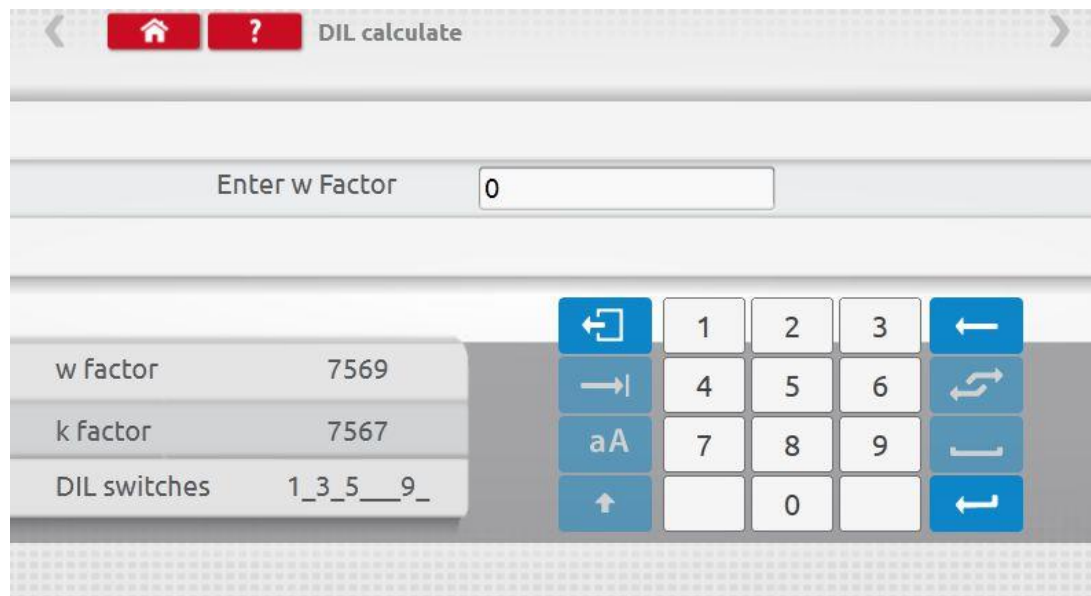 ? DIL calculate
Enter w Factor 0
1 2 3
w factor 7569
4 5 6
k factor 7567
aA 7 8 9
DIL switches 1_3_5___9_
0